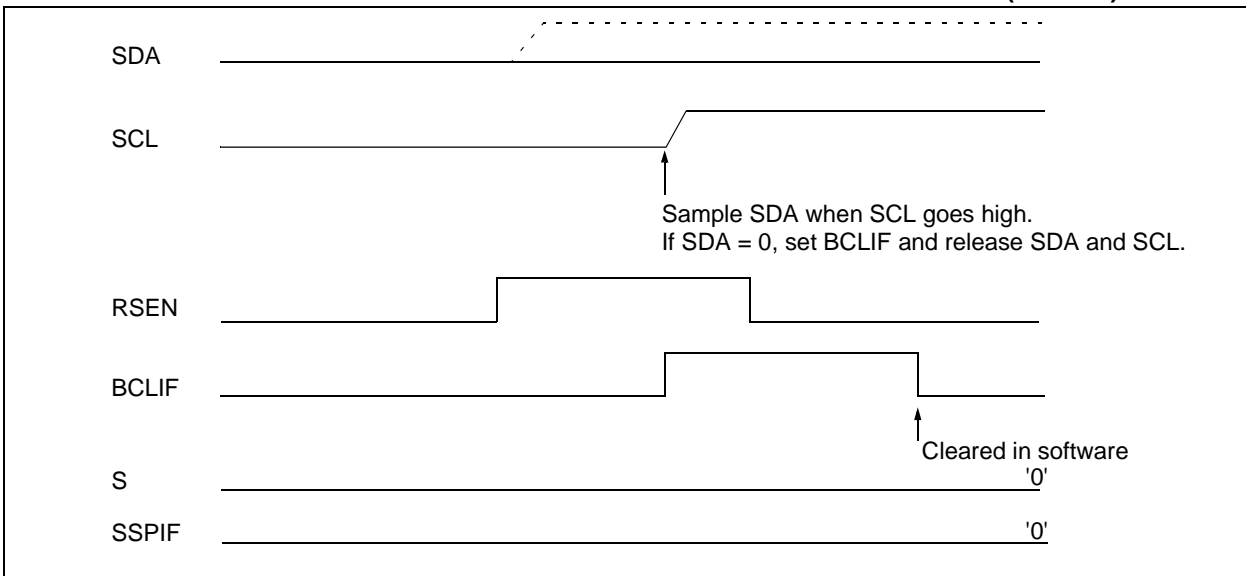 SDA
SCL
Sample SDA when SCL goes high.
If SDA = 0, set BCLIF and release SDA and SCL.
RSEN
BCLIF
Cleared in software
S
'0'
SSPIF
'0'